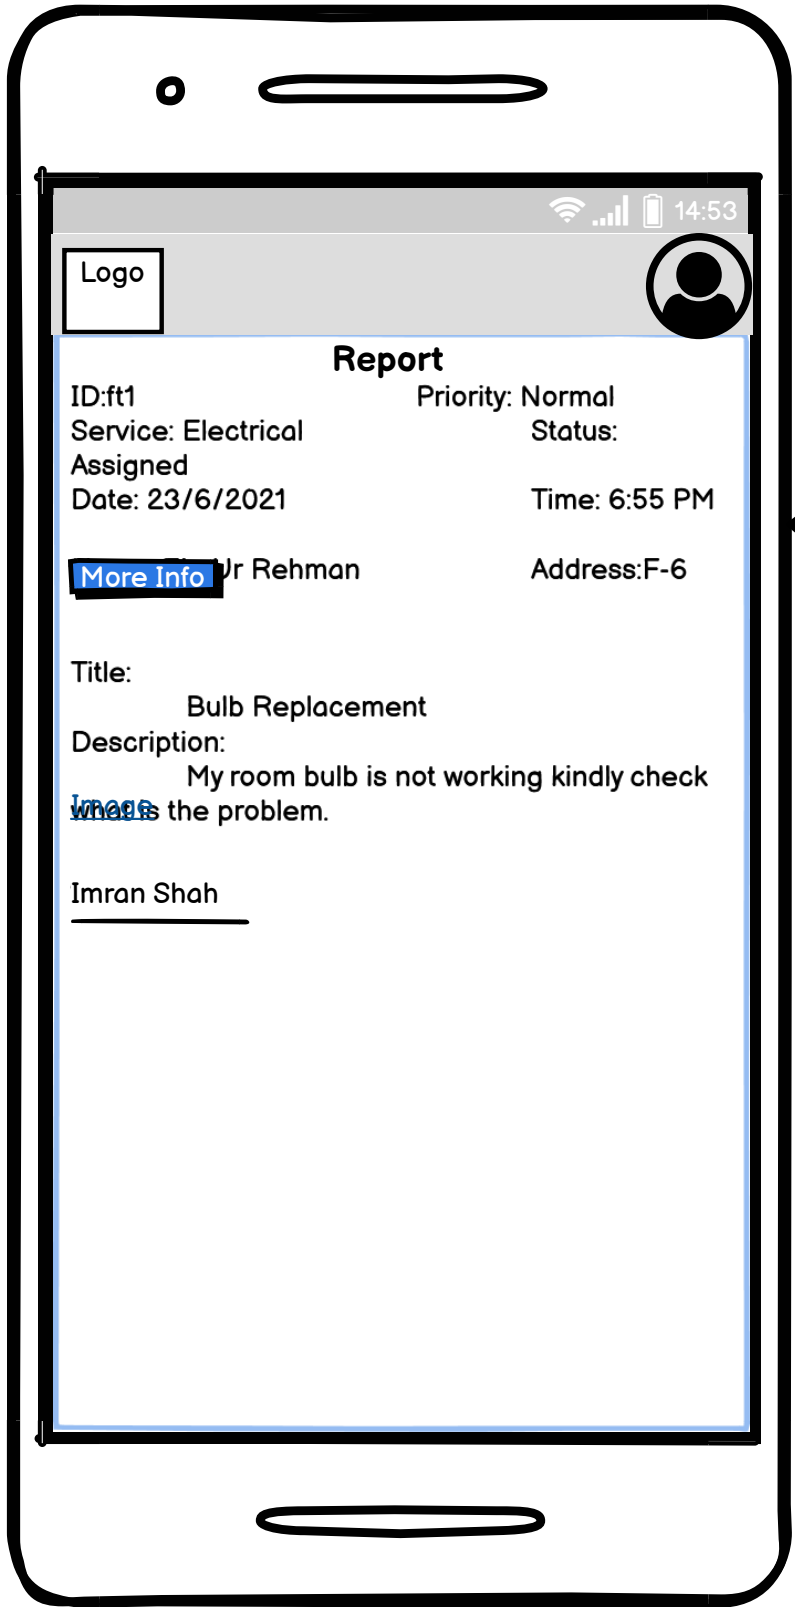 14:53
Logo
Report
ID:ft1 Priority: Normal
Service: Electrical Status:
Assigned
Date: 23/6/2021 Time: 6:55 PM
More Info Ur Rehman Address:F-6
Title:
Bulb Replacement
Description:
My room bulb is not working kindly check
Image
what is the problem.
Imran Shah